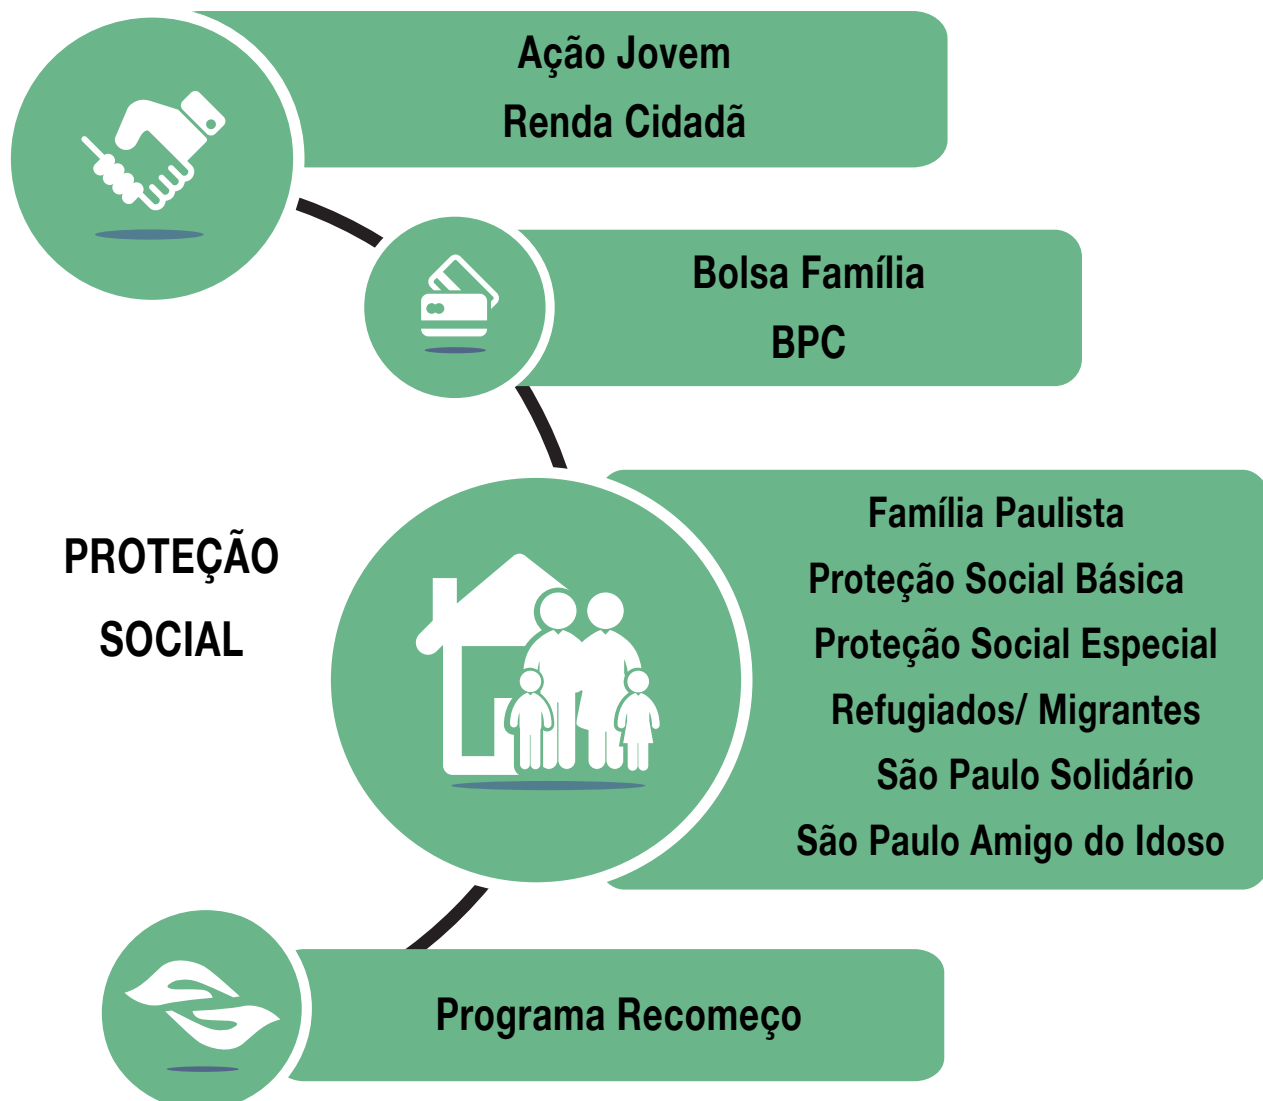 Ação Jovem
Renda Cidadã
Bolsa Família
BPC
PROTEÇÃO
SOCIAL
Família Paulista
Proteção Social Básica
Proteção Social Especial
Refugiados/ Migrantes
São Paulo Solidário
São Paulo Amigo do Idoso
Programa Recomeço